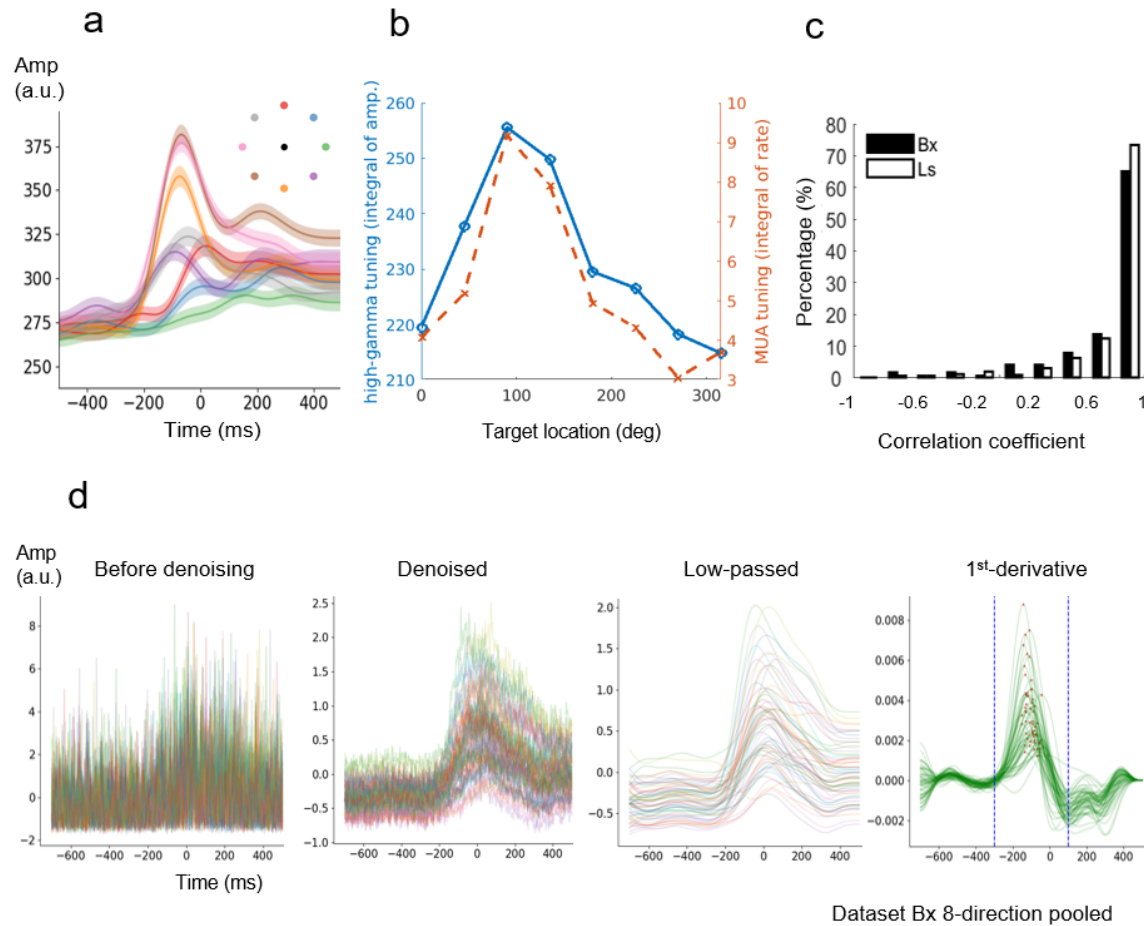 a
Amp
(a.u.)
375
350
325
300
275
250
−400 −200 0 200 400
Time (ms)
b
high-gamma tuning (integral of amp.)
260
250
240
230
220
210
0 100 200 300
Target location (deg)
10
9
8
7
6
5
4
3
MUA tuning (integral of rate)
c
Percentage (%)
80
70
60
50
40
30
20
10
0
Bx
Ls
-1 -0.6 -0.2 0.2 0.6 1
Correlation coefficient
d
Amp
(a.u.)
Before denoising
8
6
4
2
0
−2
−600 −400 −200 0 200 400
Time (ms)
Denoised
2.5
2.0
1.5
1.0
0.5
0.0
−0.5
−1.0
−600 −400 −200 0 200 400
Low-passed
2.0
1.5
1.0
0.5
0.0
−0.5
−600 −400 −200 0 200 400
1st-derivative
0.008
0.006
0.004
0.002
0.000
−0.002
−600 −400 −200 0 200 400
Dataset Bx 8-direction pooled